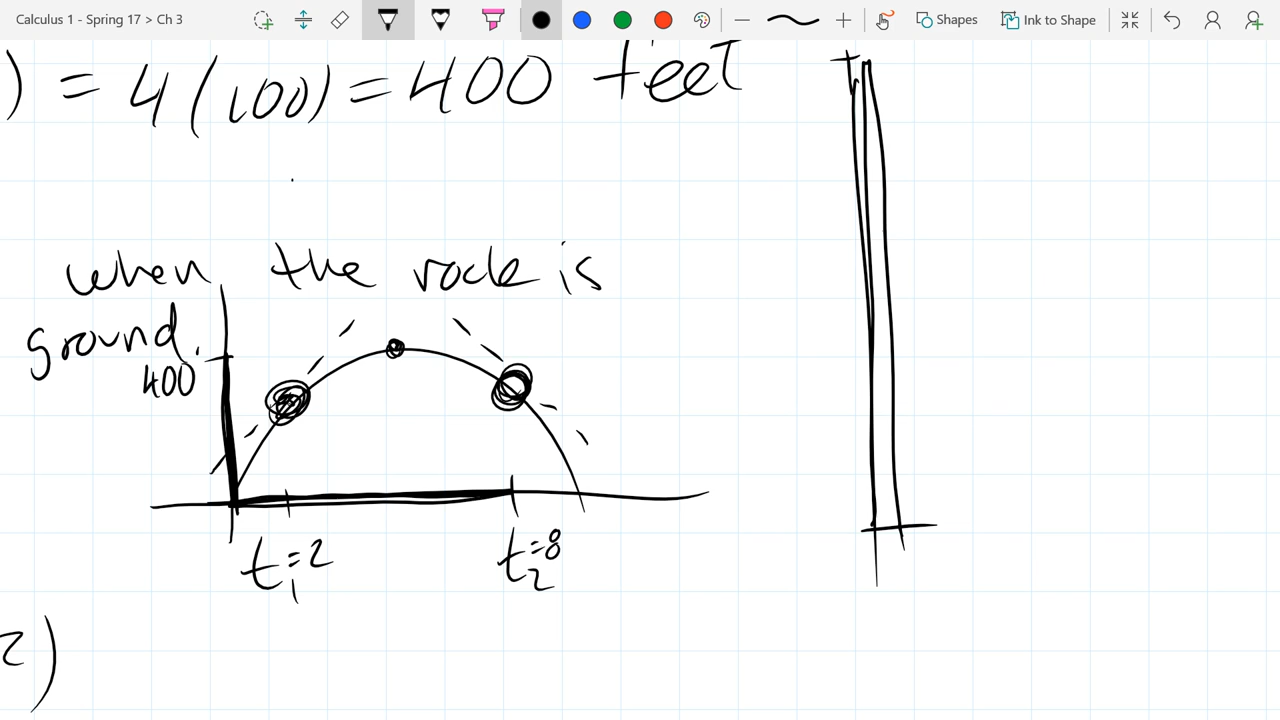 Calculus 1 - Spring 17 > Ch 3
Shapes
Ink to Shape
) = 4(100) = 400 feet
when the rock is
ground.
400
t₁=2
t₂=8
2)